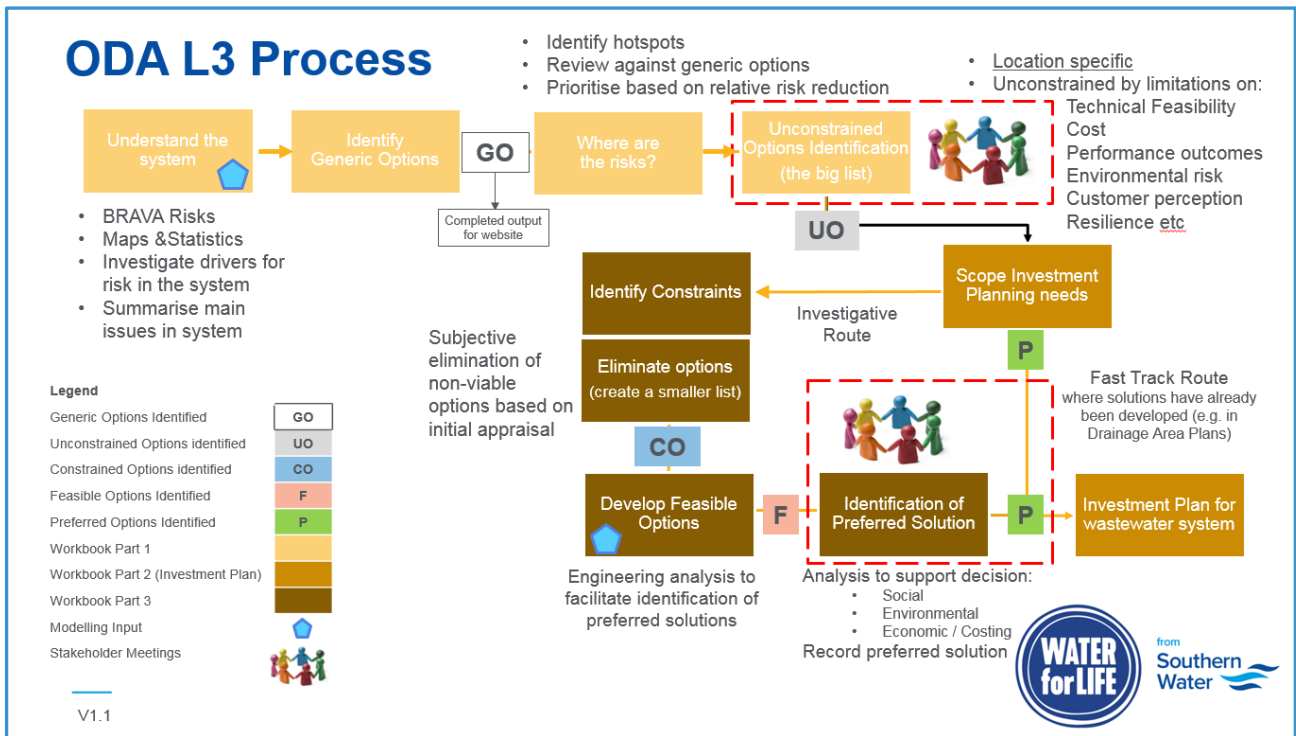 ODA L3 Process
• Identify hotspots
• Review against generic options
• Prioritise based on relative risk reduction
• Location specific
• Unconstrained by limitations on:
Technical Feasibility
Cost
Performance outcomes
Environmental risk
Customer perception
Resilience etc
Understand the
system
Identify
Generic Options
GO
Where are
the risks?
Unconstrained
Options Identification
(the big list)
Completed output
for website
UO
• BRAVA Risks
• Maps &Statistics
• Investigate drivers for
risk in the system
• Summarise main
issues in system
Identify Constraints
Investigative
Route
Scope Investment
Planning needs
P
Subjective
elimination of
non-viable
options based on
initial appraisal
Eliminate options
(create a smaller list)
CO
Fast Track Route
where solutions have already
been developed (e.g. in
Drainage Area Plans)
Develop Feasible
Options
F
Identification of
Preferred Solution
P
Investment Plan for
wastewater system
Engineering analysis to
facilitate identification of
preferred solutions
Analysis to support decision:
• Social
• Environmental
• Economic / Costing
Record preferred solution
Legend
Generic Options Identified GO
Unconstrained Options identified UO
Constrained Options identified CO
Feasible Options Identified F
Preferred Options Identified P
Workbook Part 1
Workbook Part 2 (Investment Plan)
Workbook Part 3
Modelling Input
Stakeholder Meetings
WATER
for LIFE
from
Southern
Water
V1.1